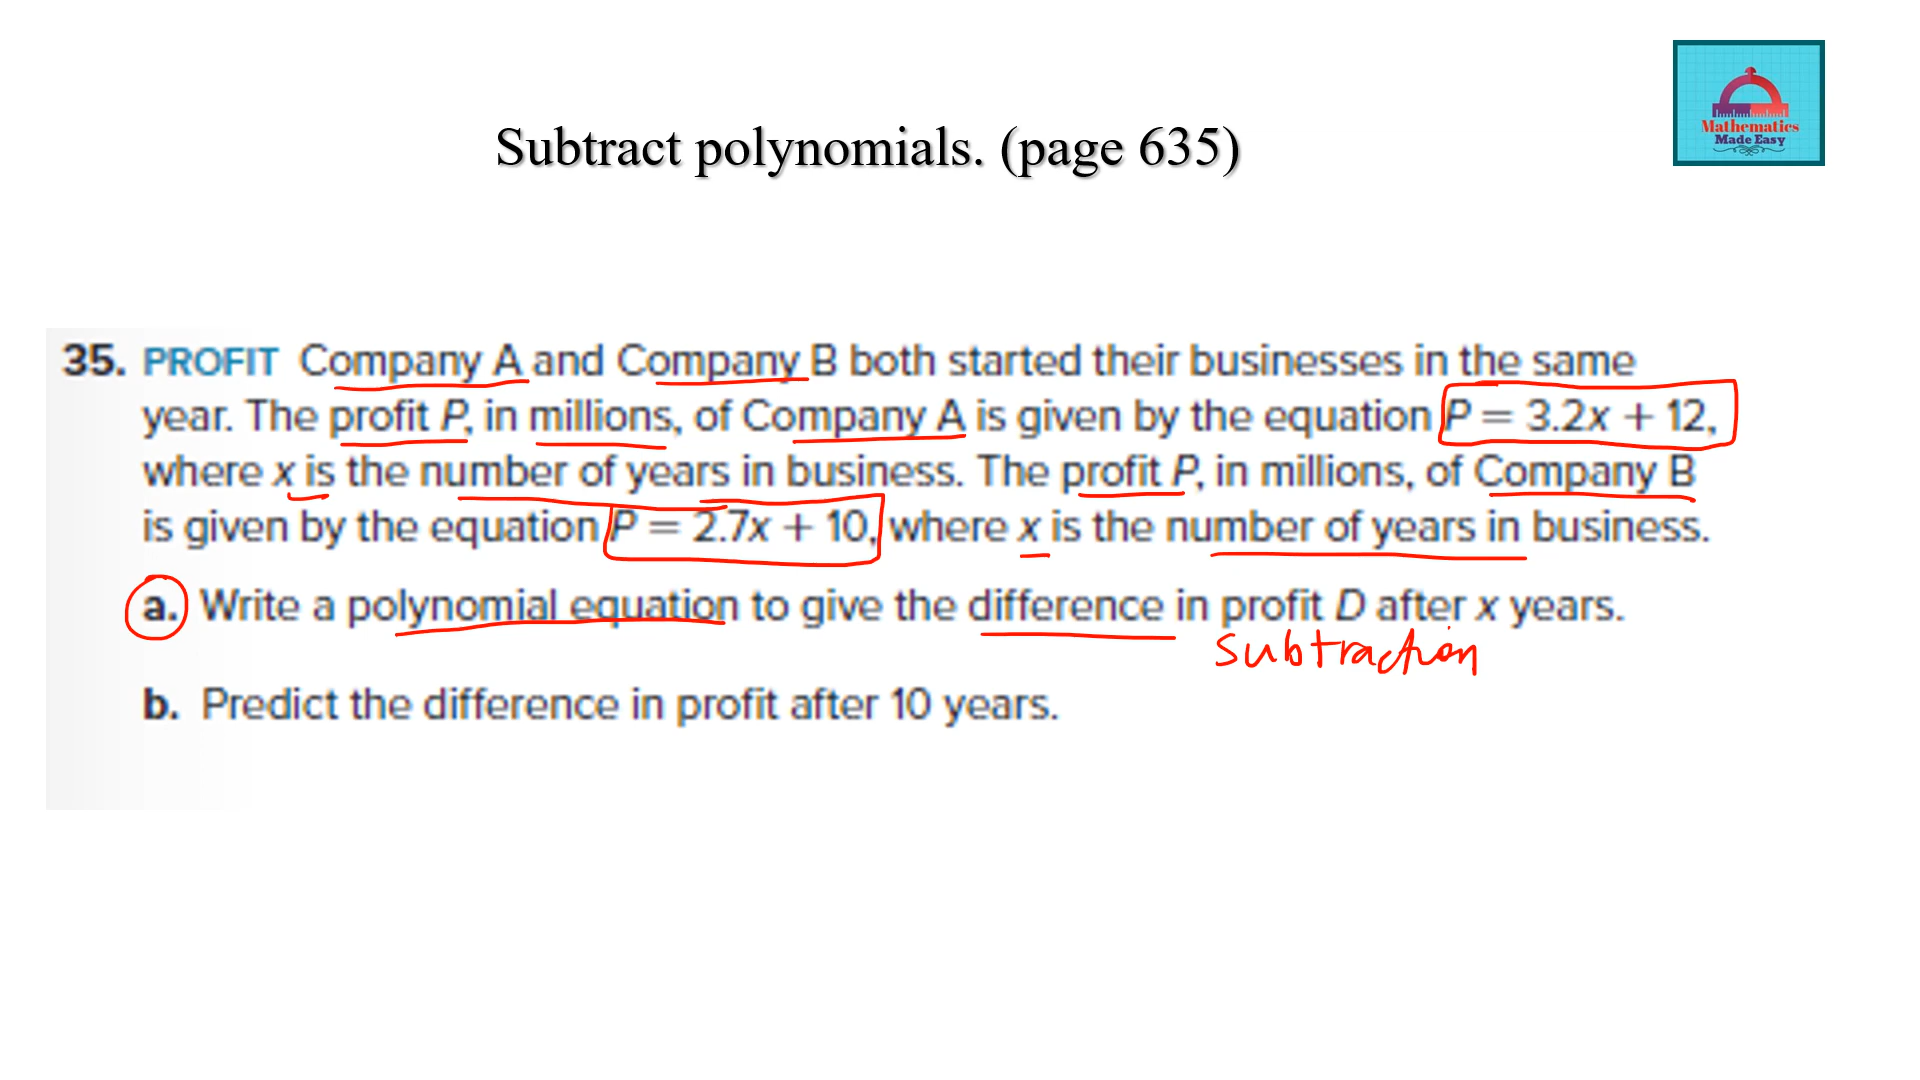 Mathematics
Made Easy
Subtract polynomials. (page 635)
35. PROFIT Company A and Company B both started their businesses in the same
year. The profit P, in millions, of Company A is given by the equation P = 3.2x + 12,
where x is the number of years in business. The profit P, in millions, of Company B
is given by the equation P = 2.7x + 10, where x is the number of years in business.
a. Write a polynomial equation to give the difference in profit D after x years.
subtraction
b. Predict the difference in profit after 10 years.